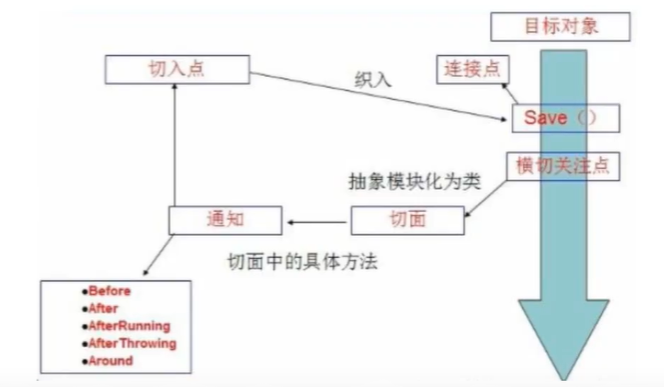 目标对象
切入点
织入
连接点
Save（）
横切关注点
抽象模块化为类
通知
切面
切面中的具体方法
●Before
●After
●AfterRunning
●AfterThrowing
●Around